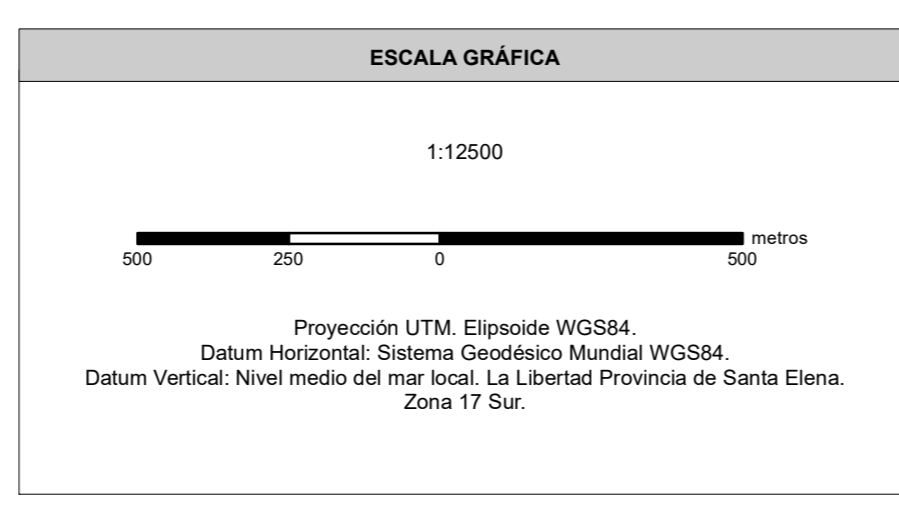 ESCALA GRÁFICA
1:12500
metros
500 250 0 500
Proyección UTM. Elipsoide WGS84.
Datum Horizontal: Sistema Geodésico Mundial WGS84.
Datum Vertical: Nivel medio del mar local. La Libertad Provincia de Santa Elena.
Zona 17 Sur.